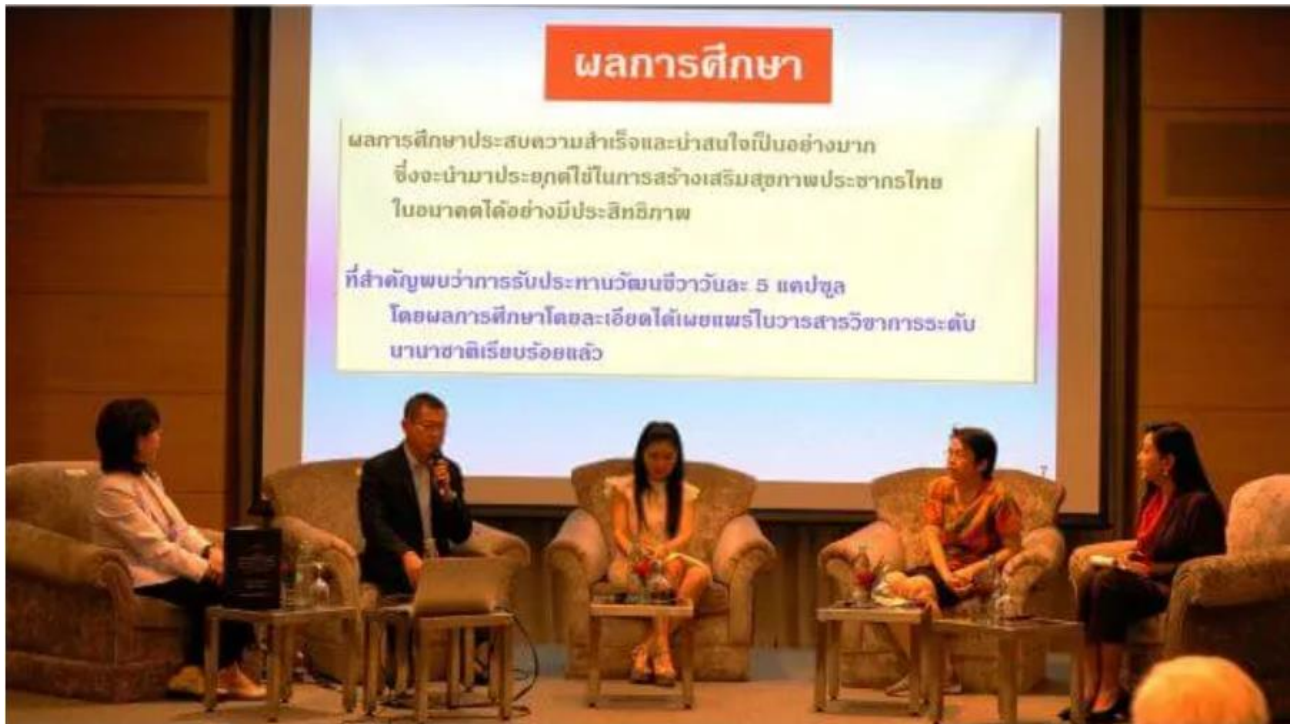 ผลการศึกษา
ผลการศึกษาประสบความสำเร็จและน่าสนใจเป็นอย่างมาก
ซึ่งจะนำมาประยุกต์ใช้ในการสร้างเสริมสุขภาพประชากรไทย
ในอนาคตได้อย่างมีประสิทธิภาพ
ที่สำคัญพบว่าการรับประทานวัฒนชีวาวันละ 5 แคปซูล
โดยผลการศึกษาโดยละเอียดได้เผยแพร่ในวารสารวิชาการระดับ
นานาชาติเรียบร้อยแล้ว
7